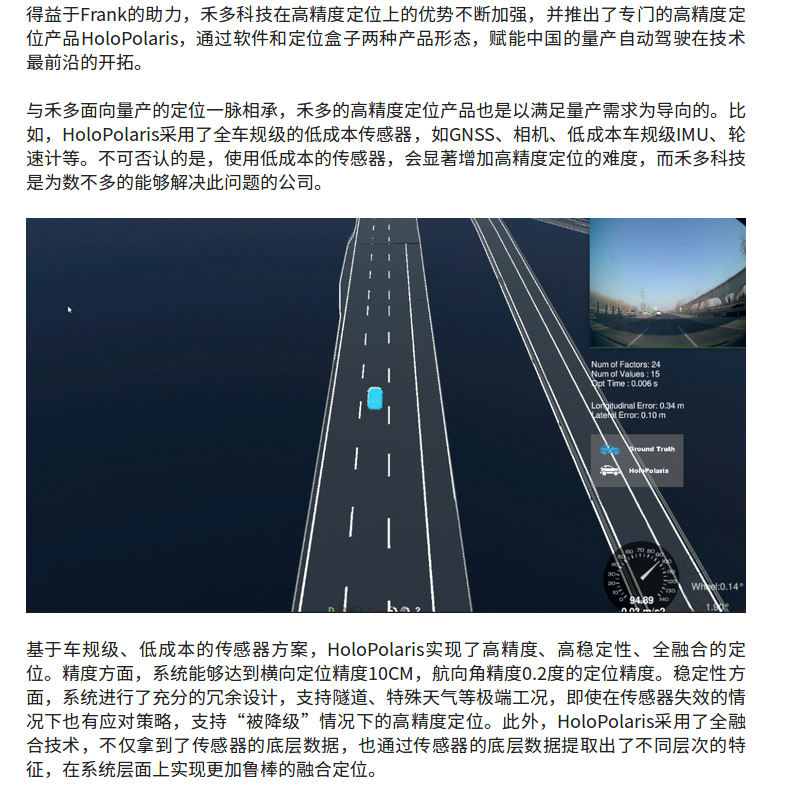 得益于Frank的助力，禾多科技在高精度定位上的优势不断加强，并推出了专门的高精度定
位产品HoloPolaris，通过软件和定位盒子两种产品形态，赋能中国的量产自动驾驶在技术
最前沿的开拓。
与禾多面向量产的定位一脉相承，禾多的高精度定位产品也是以满足量产需求为导向的。比
如，HoloPolaris采用了全车规级的低成本传感器，如GNSS、相机、低成本车规级IMU、轮
速计等。不可否认的是，使用低成本的传感器，会显著增加高精度定位的难度，而禾多科技
是为数不多的能够解决此问题的公司。
Num of Factors: 24
Num of Values : 15
Opt Time : 0.006 s
Longitudinal Error: 0.34 m
Lateral Error: 0.10 m
Ground Truth
HoloPolaris
94.89
Wheel:0.14°
基于车规级、低成本的传感器方案，HoloPolaris实现了高精度、高稳定性、全融合的定
位。精度方面，系统能够达到横向定位精度10CM，航向角精度0.2度的定位精度。稳定性方
面，系统进行了充分的冗余设计，支持隧道、特殊天气等极端工况，即使在传感器失效的情
况下也有应对策略，支持“被降级”情况下的高精度定位。此外，HoloPolaris采用了全融
合技术，不仅拿到了传感器的底层数据，也通过传感器的底层数据提取出了不同层次的特
征，在系统层面上实现更加鲁棒的融合定位。